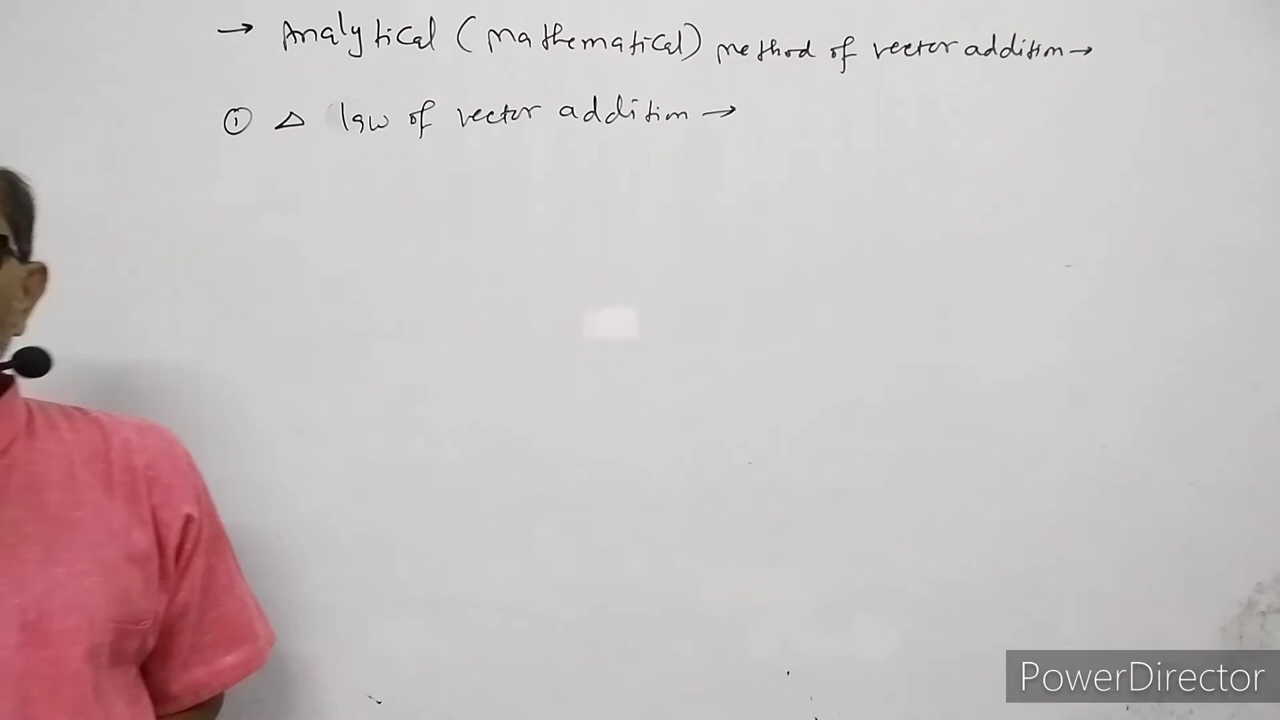 → Analytical (Mathematical) method of vector addition →
① △ law of vector addition →
PowerDirector